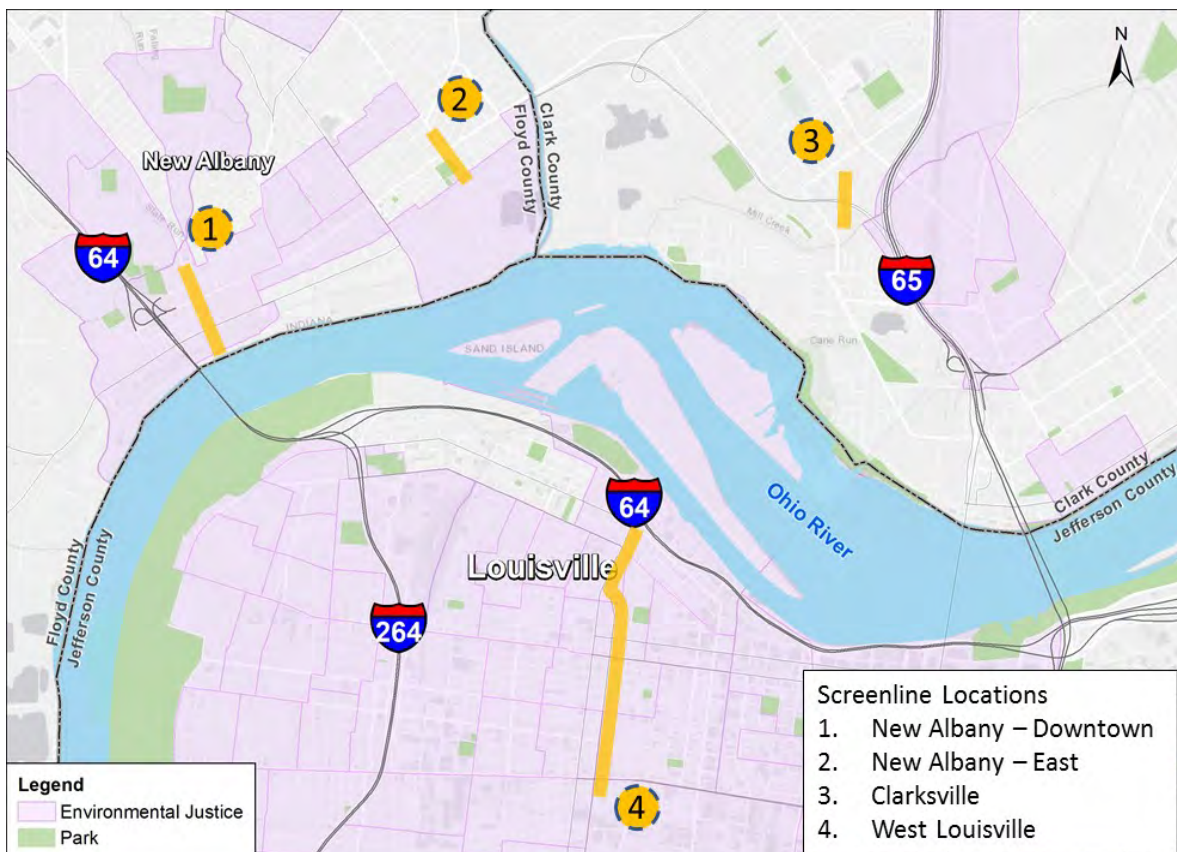 N
2
Falling
Run
Clark County
Floyd County
3
New Albany
Mill Creek
1
64
65
INDIANA
SAND ISLAND
Cane Run
64
Ohio River
Clark County
Jefferson County
Louisville
264
Floyd County
Jefferson County
4
Screenline Locations
1. New Albany – Downtown
2. New Albany – East
3. Clarksville
4. West Louisville
Legend
Environmental Justice
Park